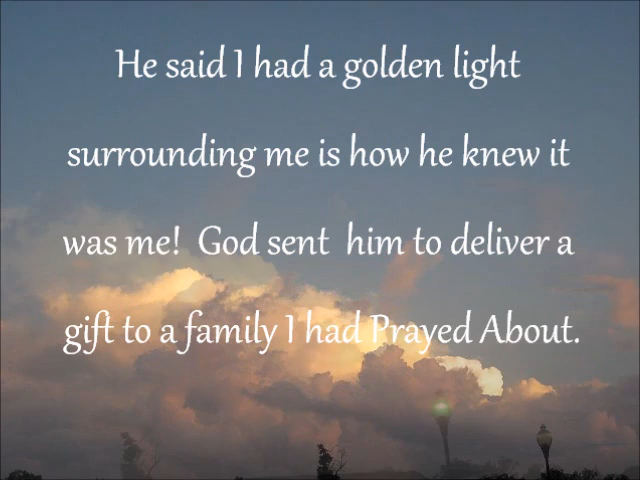 He said I had a golden light
surrounding me is how he knew it
was me!  God sent  him to deliver a
gift to a family I had Prayed About.